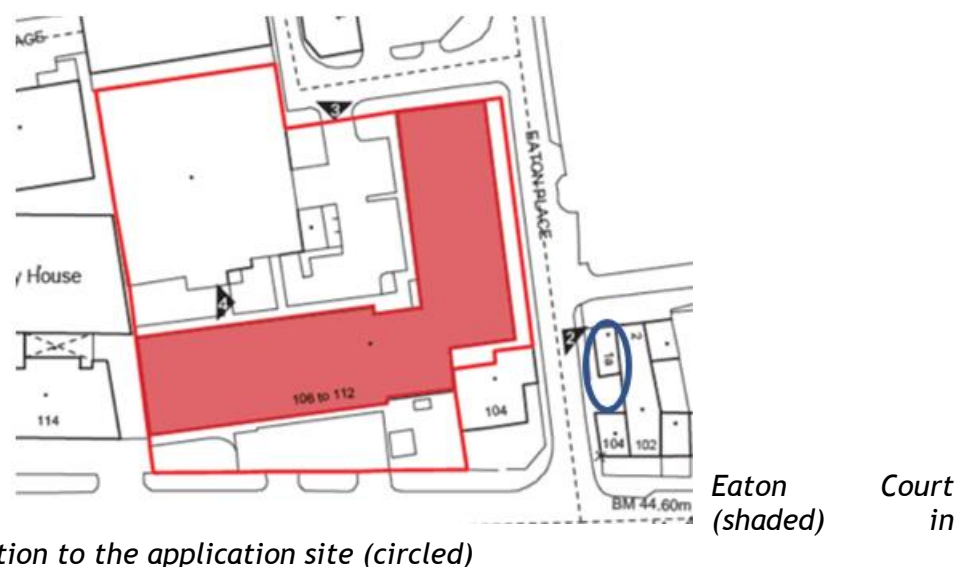 AGE
3
EATON PLACE
y House
4
2
1a
2
106 to 112
114
104
104
102
BM 44.60m
Eaton Court
(shaded) in
tion to the application site (circled)